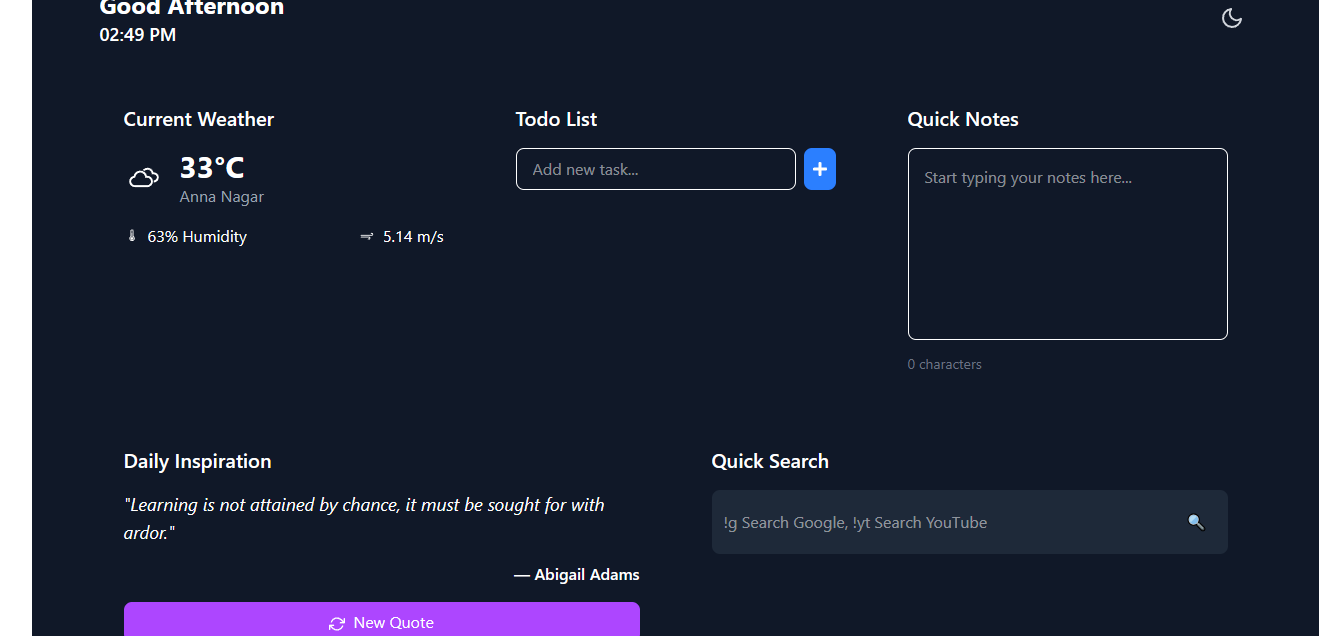 Good Afternoon
02:49 PM
Current Weather
33°C
Anna Nagar
63% Humidity
5.14 m/s
Todo List
Add new task...
+
Quick Notes
Start typing your notes here...
0 characters
Daily Inspiration
"Learning is not attained by chance, it must be sought for with
ardor."
— Abigail Adams
New Quote
Quick Search
!g Search Google, !yt Search YouTube